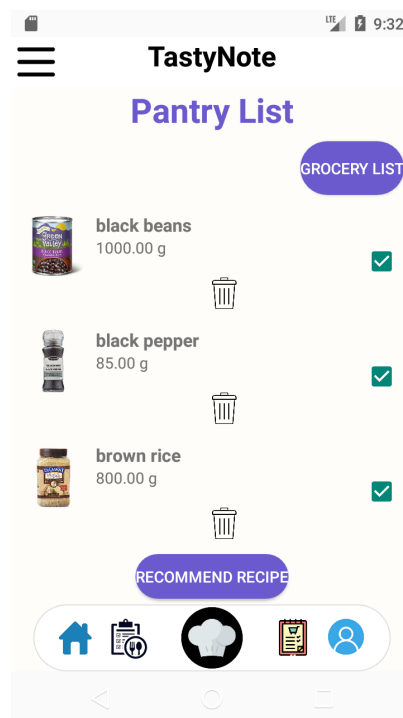 LTE 9:32
TastyNote
Pantry List
GROCERY LIST
black beans
1000.00 g
black pepper
85.00 g
brown rice
800.00 g
RECOMMEND RECIPE